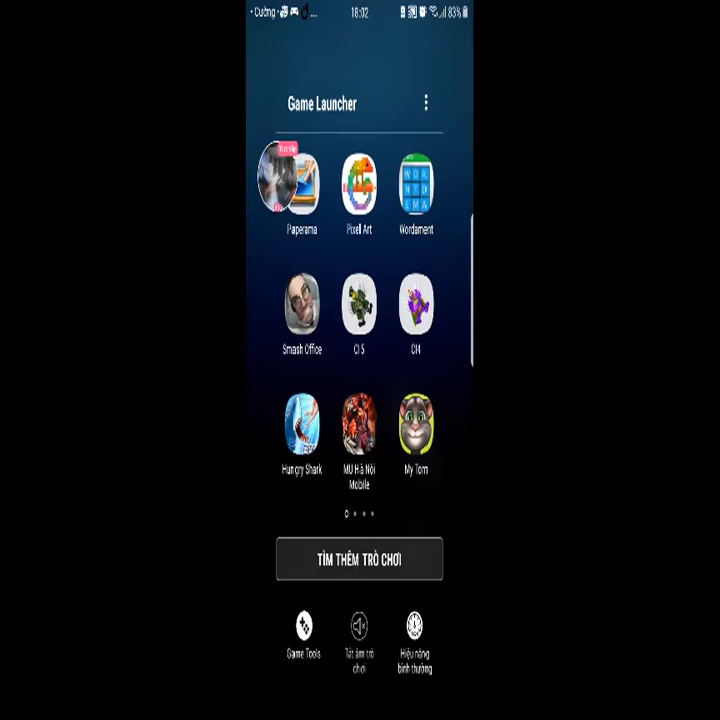 • Cường • ...
18:02
83%
Game Launcher
Paperama
Pixel Art
Wordament
Smash Office
CI 5
CI4
Hungry Shark
MU Hà Nội
Mobile
My Tom
TÌM THÊM TRÒ CHƠI
Game Tools
Tắt âm trò
chơi
Hiệu năng
bình thường